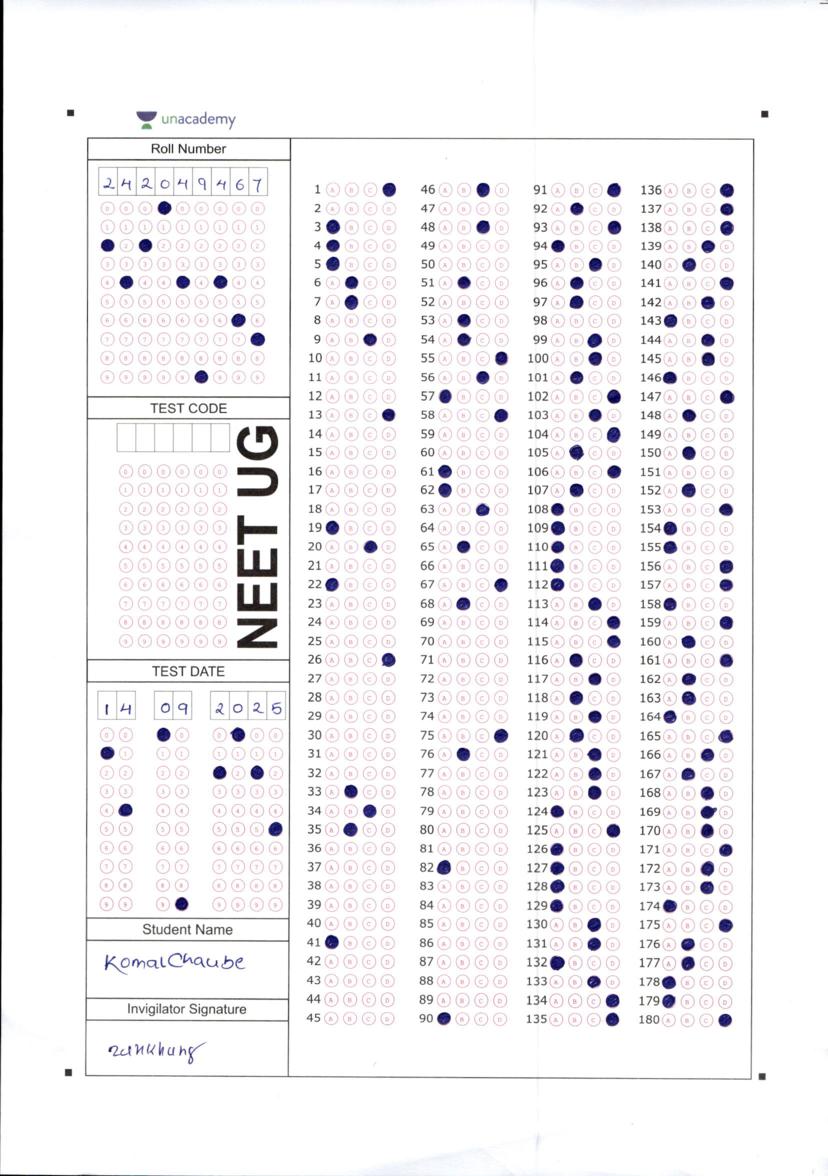 unacademy
Roll Number
2 4 2 0 4 9 4 6 7
TEST CODE
NEET UG
TEST DATE
1 4 0 9 2 0 2 5
Student Name
Komal Chaube
Invigilator Signature
1 A B C
2 A B C D
3 B C D
4 B C D
5 B C D
6 A C D
7 A C D
8 A B C D
9 A B D
10 A B C D
11 A B C D
12 A B C D
13 A B C
14 A B C D
15 A B C D
16 A B C D
17 A B C D
18 A B C D
19 B C D
20 A B D
21 A B C D
22 B C D
23 A B C D
24 A B C D
25 A B C D
26 A B C
27 A B C D
28 A B C D
29 A B C D
30 A B C D
31 A B C D
32 A B C D
33 A C D
34 A B D
35 A C D
36 A B C D
37 A B C D
38 A B C D
39 A B C D
40 A B C D
41 B C D
42 A B C D
43 A B C D
44 A B C D
45 A B C D
46 A B D
47 A B C D
48 A B D
49 A B C D
50 A B C D
51 A C D
52 A B C D
53 A C D
54 A C D
55 A B C
56 A B D
57 B C D
58 A B C
59 A B C D
60 A B C D
61 B C D
62 B C D
63 A B D
64 A B C D
65 A C D
66 A B C D
67 A B C
68 A C D
69 A B C D
70 A B C D
71 A B C D
72 A B C D
73 A B C D
74 A B C D
75 A B C
76 A C D
77 A B C D
78 A B C D
79 A B C D
80 A B C D
81 A B C D
82 B C D
83 A B C D
84 A B C D
85 A B C D
86 A B C D
87 A B C D
88 A B C D
89 A B C D
90 B C D
91 A B C
92 A C D
93 A B C
94 B C D
95 A B D
96 A C D
97 A C D
98 A B C D
99 A B D
100 A B D
101 A C D
102 A B C
103 A B D
104 A B C
105 A C D
106 A B C
107 A C D
108 B C D
109 B C D
110 B C D
111 B C D
112 B C D
113 A B D
114 A B C
115 A B C
116 A C D
117 A B D
118 A C D
119 A B D
120 A C D
121 A B D
122 A B D
123 A B D
124 B C D
125 A B C
126 B C D
127 B C D
128 B C D
129 B C D
130 A B D
131 A B D
132 B C D
133 A B D
134 A B C
135 A B C
136 A B C
137 A B C
138 A B C
139 A B D
140 A C D
141 A B C
142 A B D
143 B C D
144 A B D
145 A B D
146 B C D
147 A B C
148 A C D
149 A B C D
150 A C D
151 A B C D
152 A C D
153 A B C
154 B C D
155 B C D
156 A B C
157 A B C
158 B C D
159 A B C
160 A C D
161 A B C
162 A C D
163 A C D
164 B C D
165 A B C
166 A B D
167 A C D
168 A B D
169 A B D
170 A B D
171 A B C
172 A B D
173 A B D
174 B C D
175 A B C
176 A C D
177 A C D
178 B C D
179 B C D
180 A B C